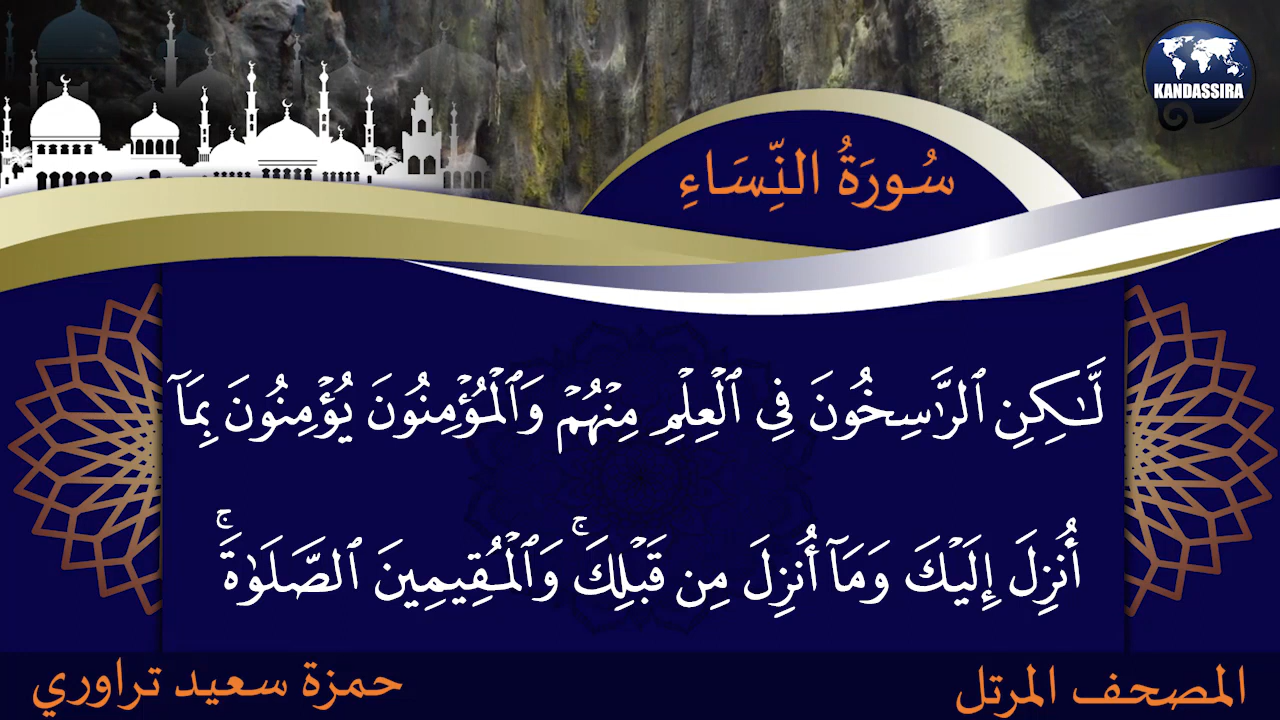 KANDASSIRA
سُورَةُ النِّسَاءِ
لَّٰكِنِ ٱلرَّٰسِخُونَ فِي ٱلْعِلْمِ مِنْهُمْ وَٱلْمُؤْمِنُونَ يُؤْمِنُونَ بِمَآ
أُنزِلَ إِلَيْكَ وَمَآ أُنزِلَ مِن قَبْلِكَ ۚ وَٱلْمُقِيمِينَ ٱلصَّلَوٰةَ ۚ
المصحف المرتل
حمزة سعيد تراوري